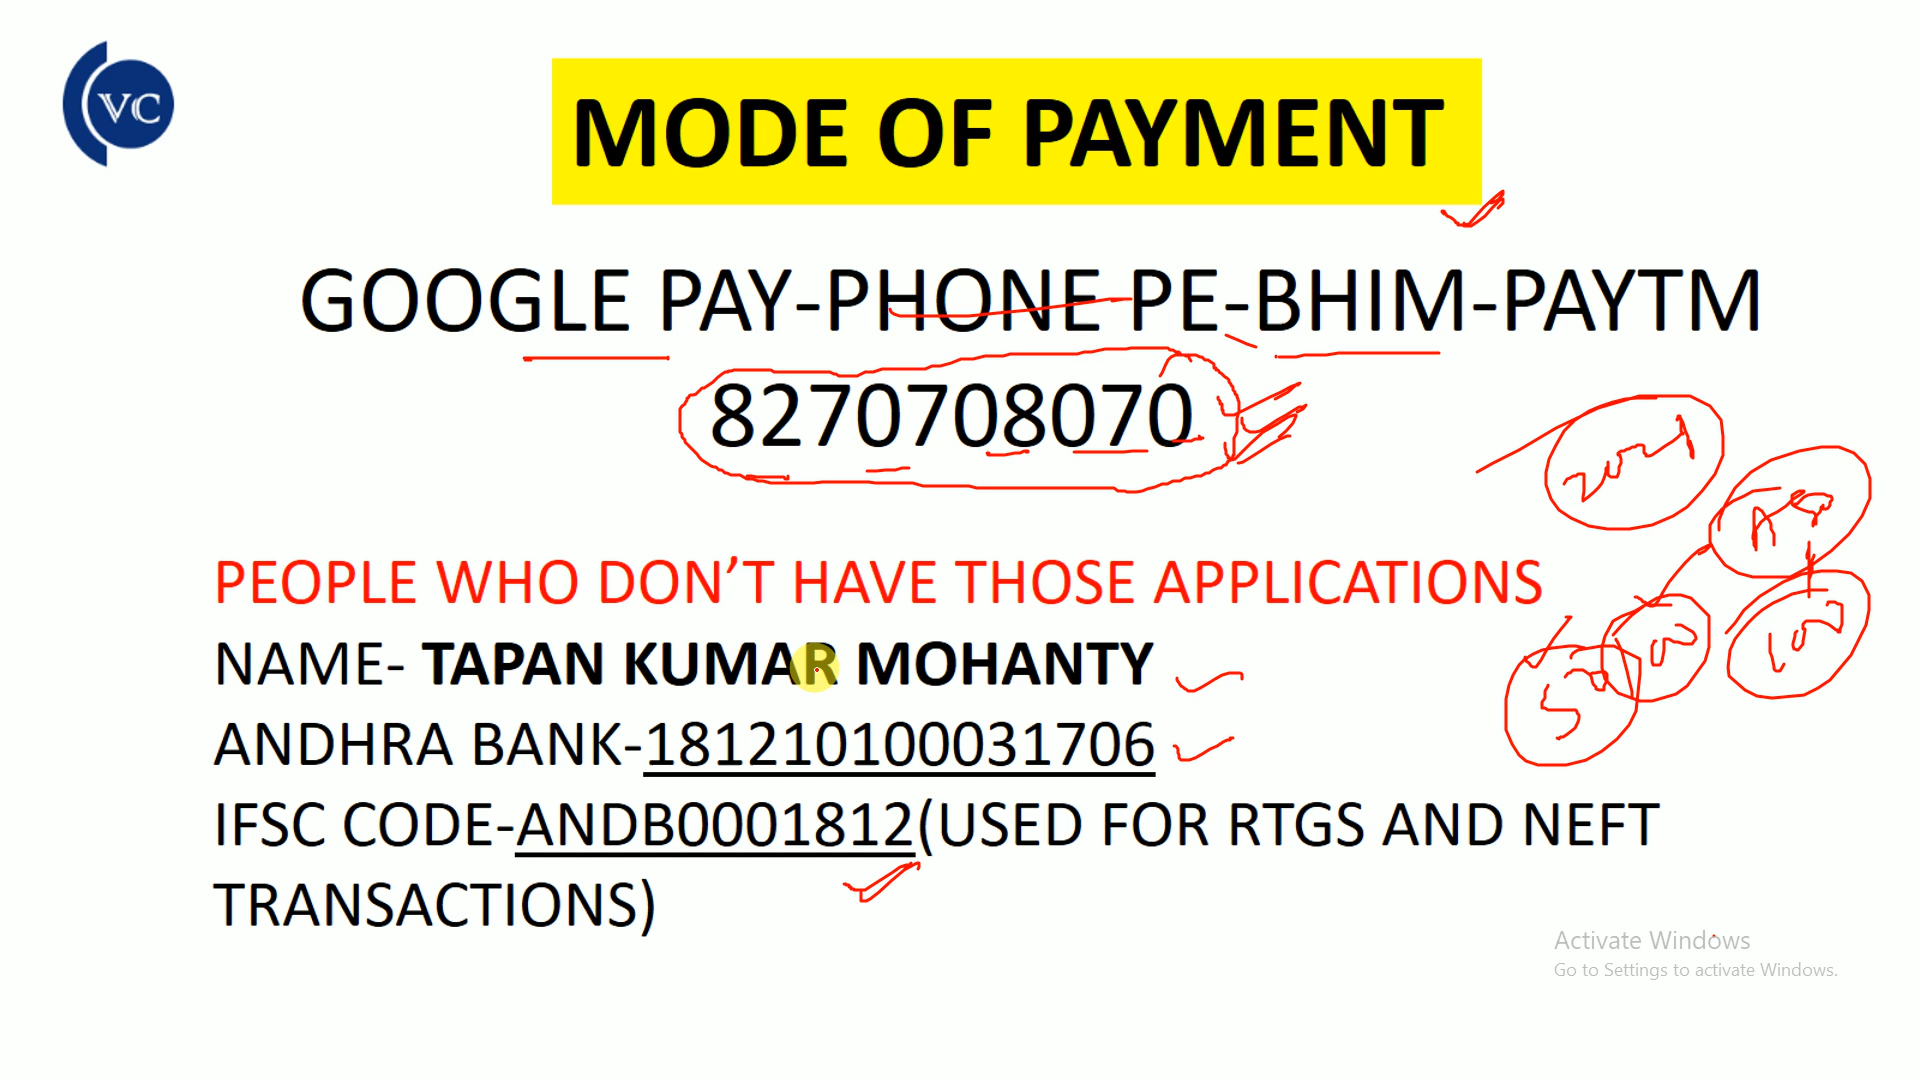 VC
MODE OF PAYMENT
GOOGLE PAY-PHONE PE-BHIM-PAYTM
8270708070
PEOPLE WHO DON’T HAVE THOSE APPLICATIONS
NAME- TAPAN KUMAR MOHANTY
ANDHRA BANK-181210100031706
IFSC CODE-ANDB0001812(USED FOR RTGS AND NEFT
TRANSACTIONS)
Activate Windows
Go to Settings to activate Windows.